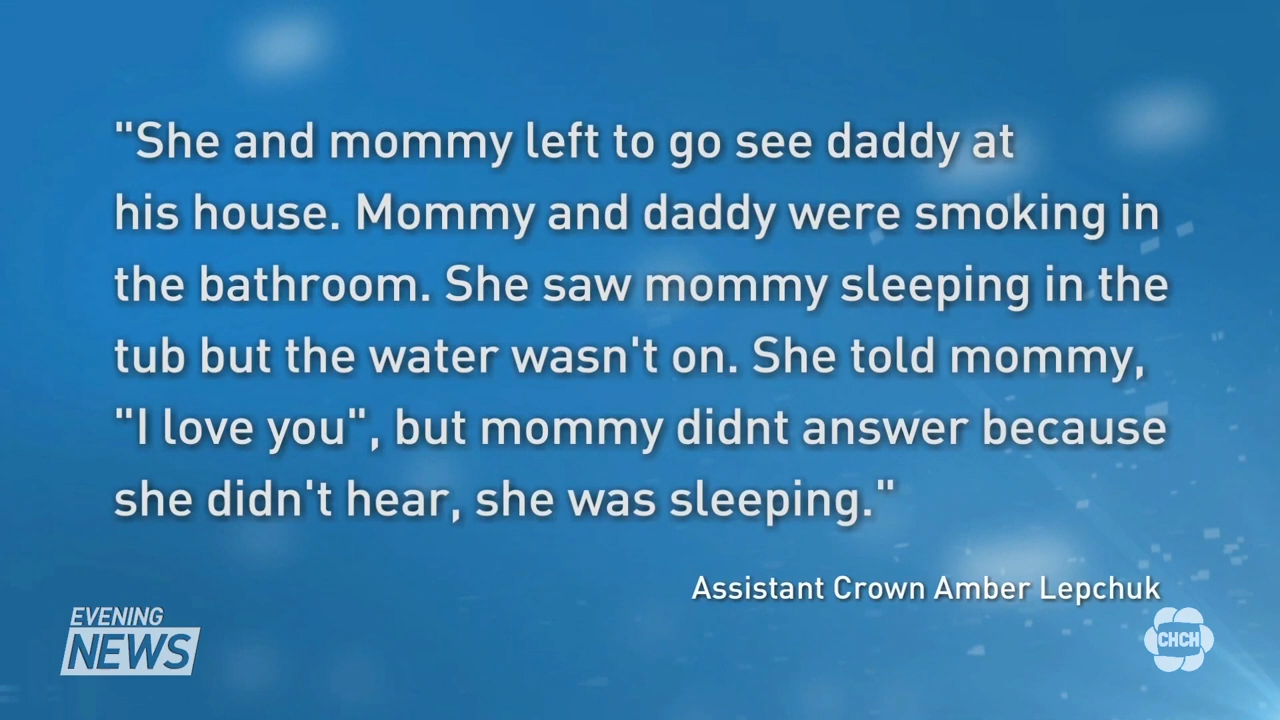 "She and mommy left to go see daddy at
his house. Mommy and daddy were smoking in
the bathroom. She saw mommy sleeping in the
tub but the water wasn't on. She told mommy,
"I love you", but mommy didnt answer because
she didn't hear, she was sleeping."
Assistant Crown Amber Lepchuk
EVENING
NEWS
CHCH